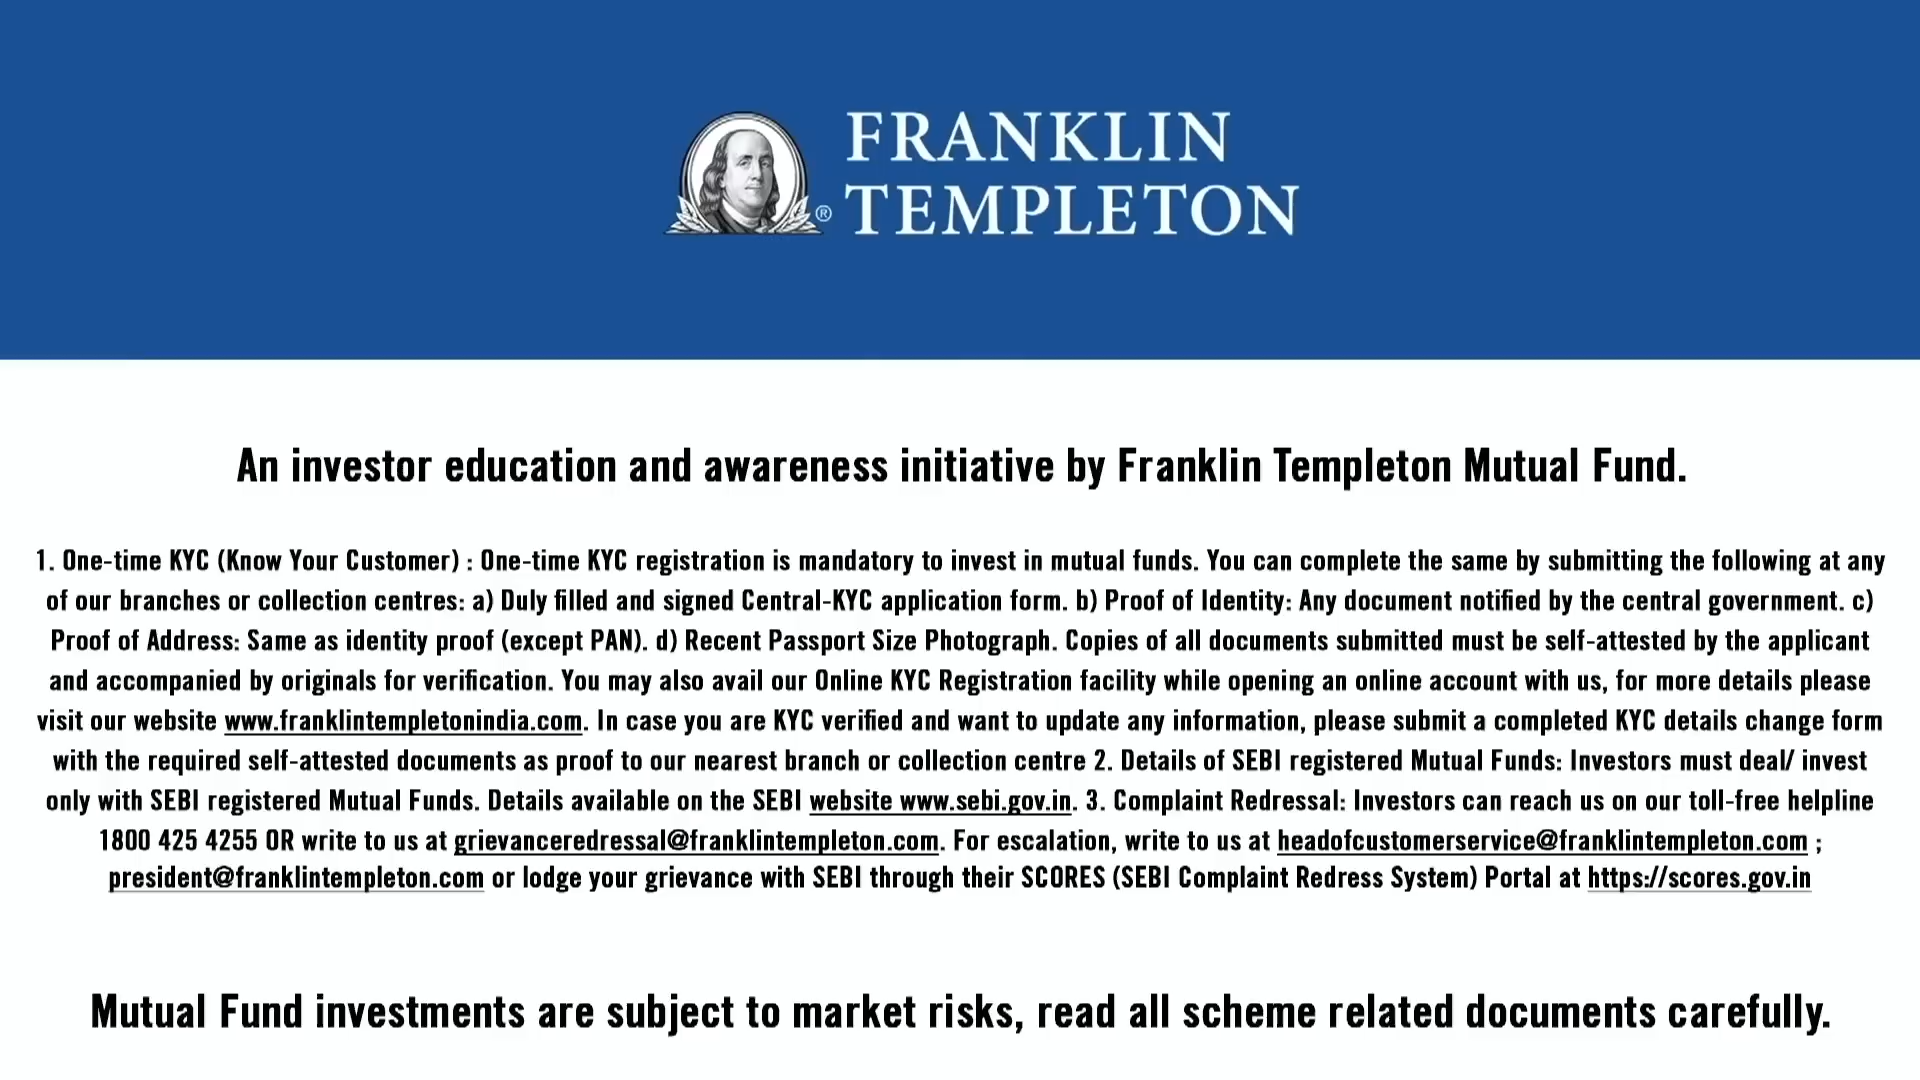 FRANKLIN
TEMPLETON
®
An investor education and awareness initiative by Franklin Templeton Mutual Fund.
1. One-time KYC (Know Your Customer) : One-time KYC registration is mandatory to invest in mutual funds. You can complete the same by submitting the following at any
of our branches or collection centres: a) Duly filled and signed Central-KYC application form. b) Proof of Identity: Any document notified by the central government. c)
Proof of Address: Same as identity proof (except PAN). d) Recent Passport Size Photograph. Copies of all documents submitted must be self-attested by the applicant
and accompanied by originals for verification. You may also avail our Online KYC Registration facility while opening an online account with us, for more details please
visit our website www.franklintempletonindia.com. In case you are KYC verified and want to update any information, please submit a completed KYC details change form
with the required self-attested documents as proof to our nearest branch or collection centre 2. Details of SEBI registered Mutual Funds: Investors must deal/ invest
only with SEBI registered Mutual Funds. Details available on the SEBI website www.sebi.gov.in. 3. Complaint Redressal: Investors can reach us on our toll-free helpline
1800 425 4255 OR write to us at grievanceredressal@franklintempleton.com. For escalation, write to us at headofcustomerservice@franklintempleton.com ;
president@franklintempleton.com or lodge your grievance with SEBI through their SCORES (SEBI Complaint Redress System) Portal at https://scores.gov.in
Mutual Fund investments are subject to market risks, read all scheme related documents carefully.